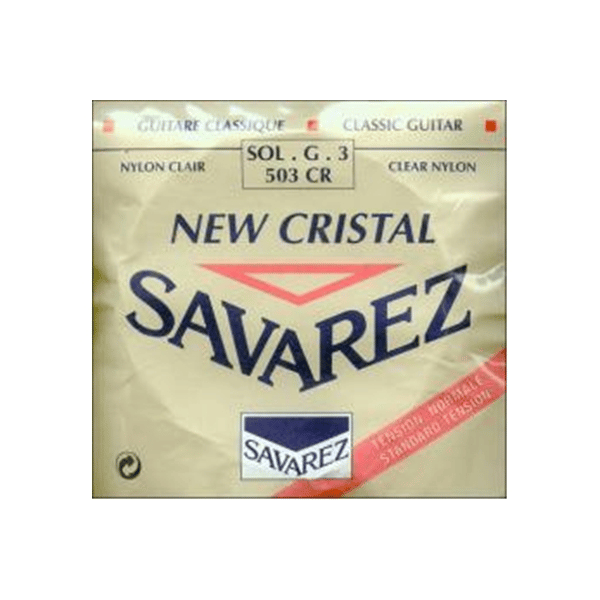 GUITARE CLASSIQUE CLASSIC GUITAR
NYLON CLAIR SOL . G . 3 CLEAR NYLON
503 CR
NEW CRISTAL
SAVAREZ
TENSION NORMALE
STANDARD TENSION
SAVAREZ